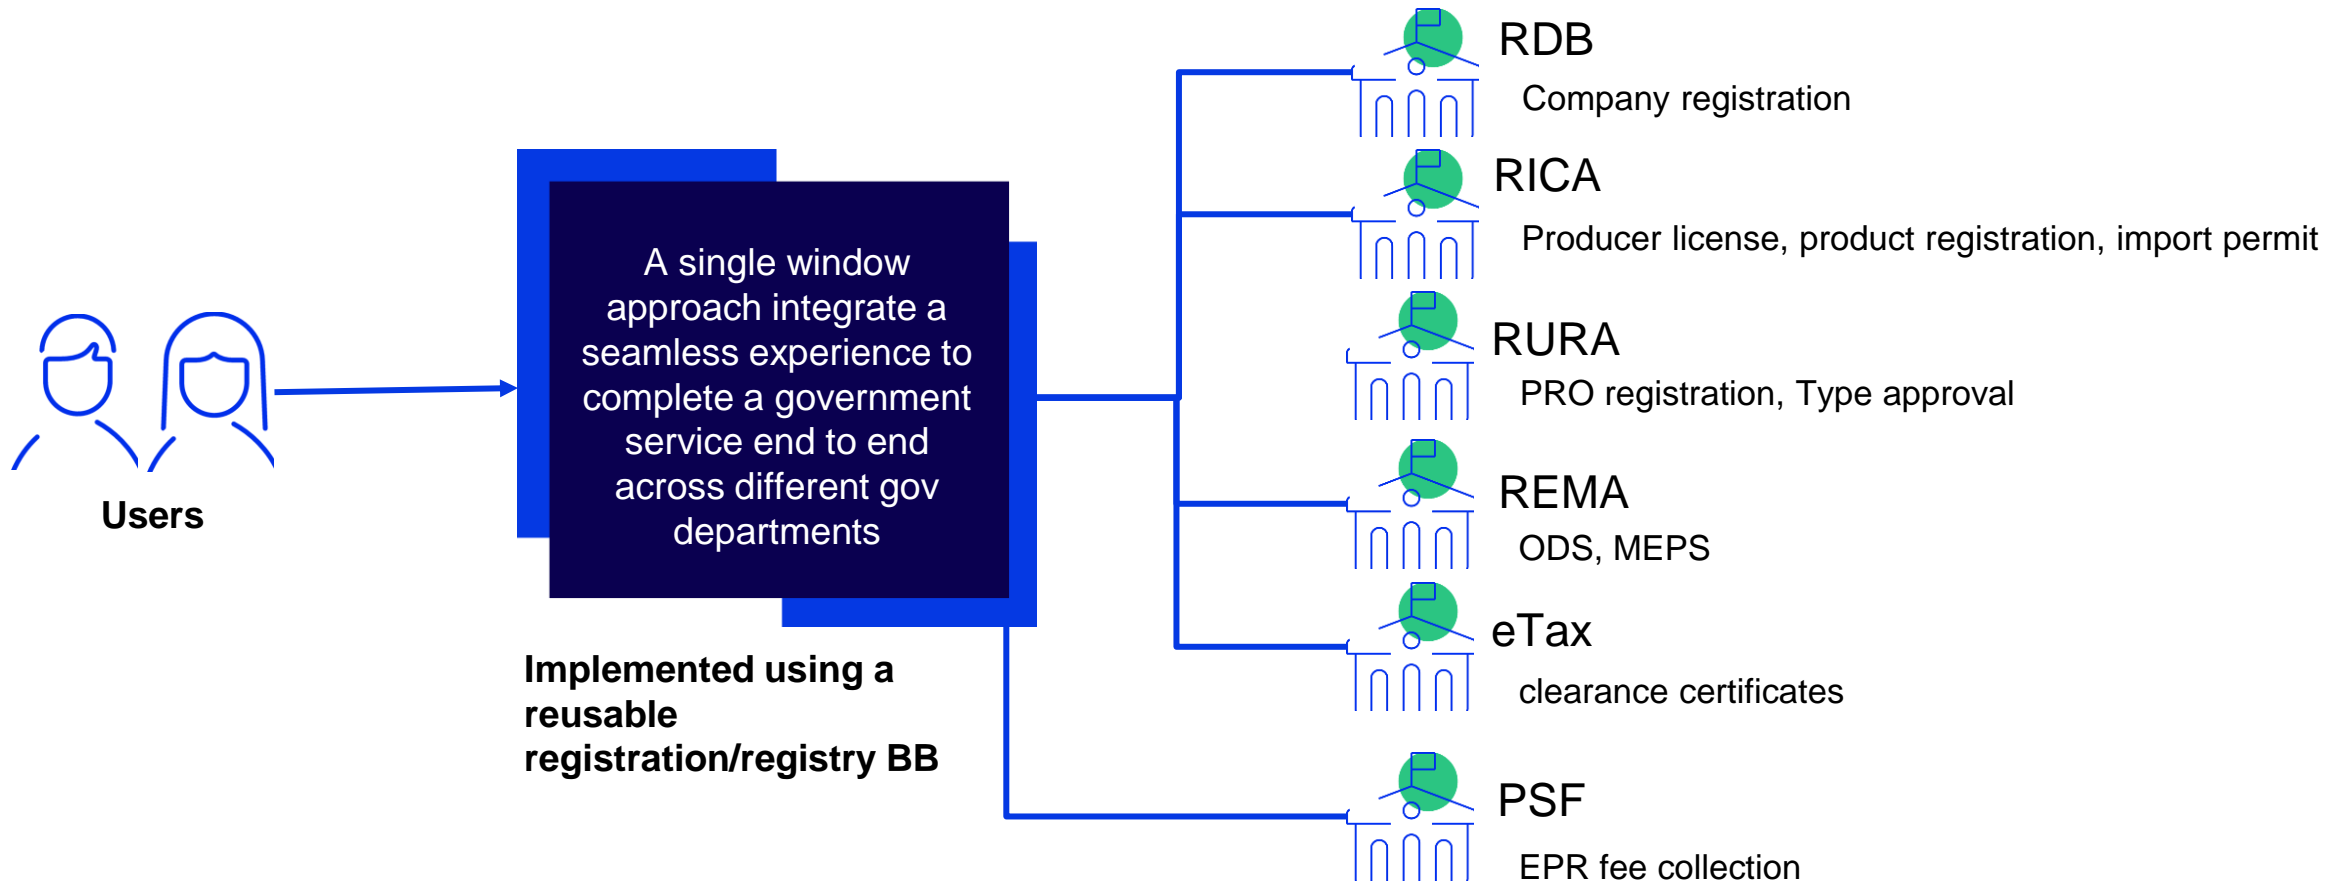 Users
A single window
approach integrate a
seamless experience to
complete a government
service end to end
across different gov
departments
Implemented using a
reusable
registration/registry BB
RDB
Company registration
RICA
Producer license, product registration, import permit
RURA
PRO registration, Type approval
REMA
ODS, MEPS
eTax
clearance certificates
PSF
EPR fee collection